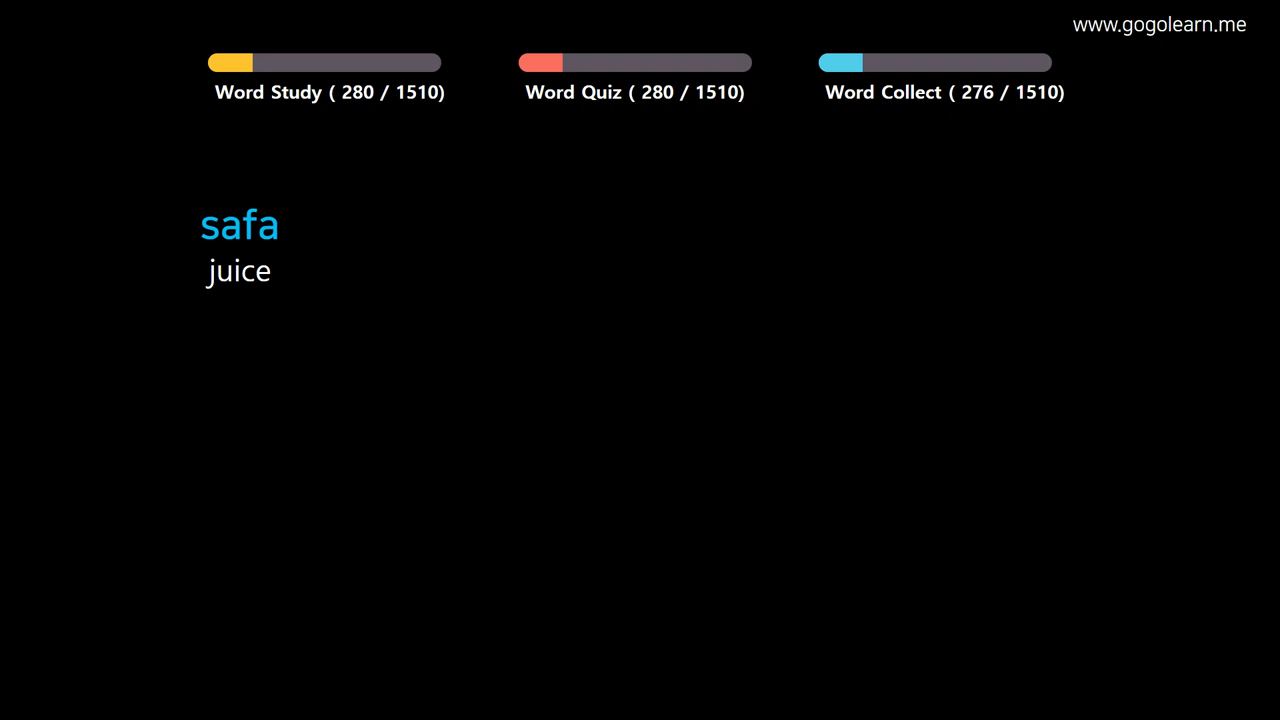 www.gogolearn.me
Word Study ( 280 / 1510)
Word Quiz ( 280 / 1510)
Word Collect ( 276 / 1510)
safa
juice